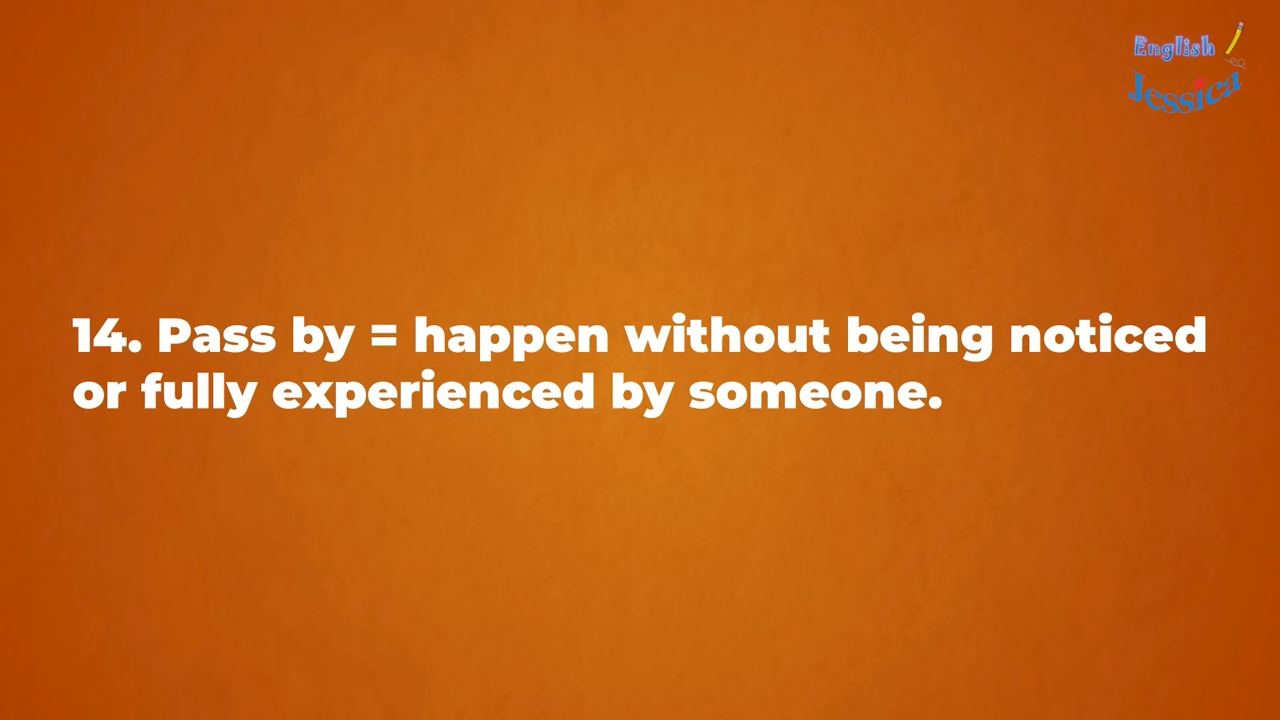 English
Jessica
14. Pass by = happen without being noticed
or fully experienced by someone.